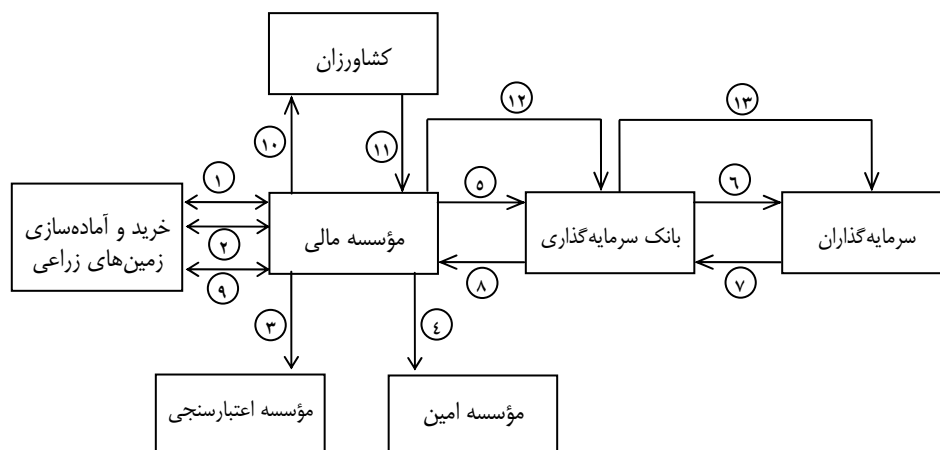 کشاورزان
۱۲
۱۳
۱۰
۱۱
۱
۵
۶
خرید و آماده‌سازی
زمین‌های زراعی
مؤسسه مالی
بانک سرمایه‌گذاری
سرمایه‌گذاران
۲
۹
۸
۷
۳
٤
مؤسسه اعتبارسنجی
مؤسسه امین